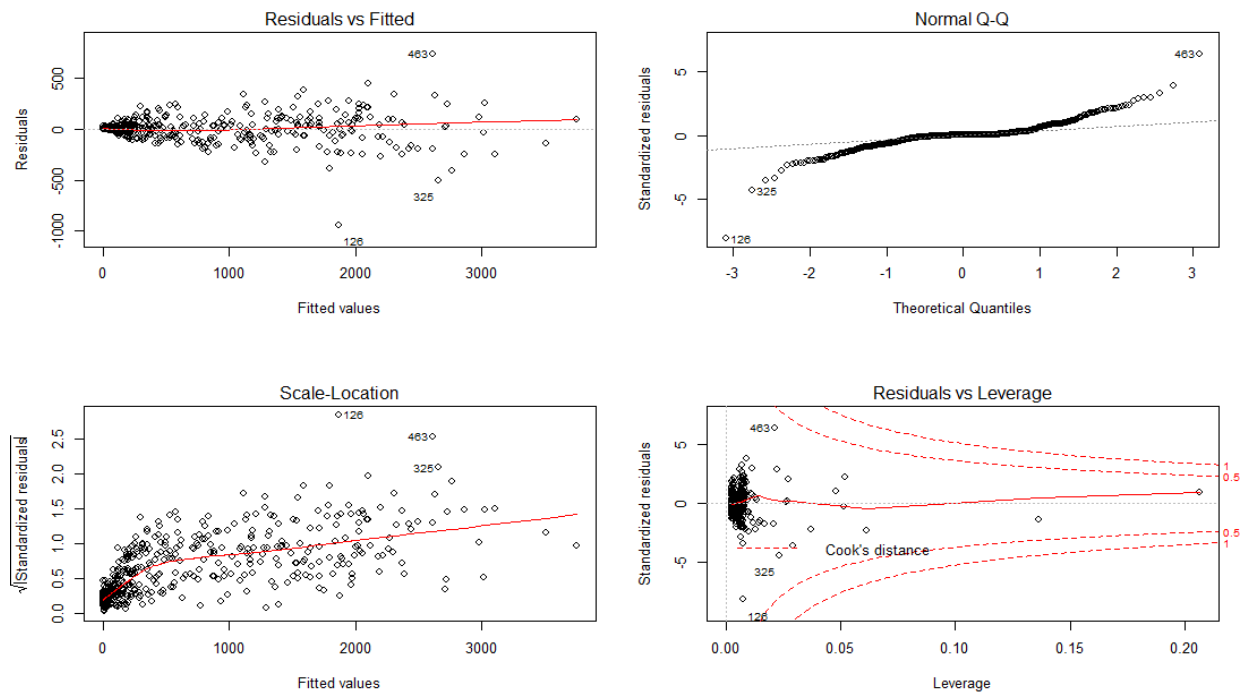 Residuals vs Fitted
Residuals
500
0
-500
-1000
463
325
126
0 1000 2000 3000
Fitted values
Normal Q-Q
Standardized residuals
5
0
-5
463
325
126
-3 -2 -1 0 1 2 3
Theoretical Quantiles
Scale-Location
√|Standardized residuals|
2.5
2.0
1.5
1.0
0.5
0.0
126
463
325
0 1000 2000 3000
Fitted values
Residuals vs Leverage
Standardized residuals
5
0
-5
463
1
0.5
0.5
1
Cook's distance
325
126
0.00 0.05 0.10 0.15 0.20
Leverage